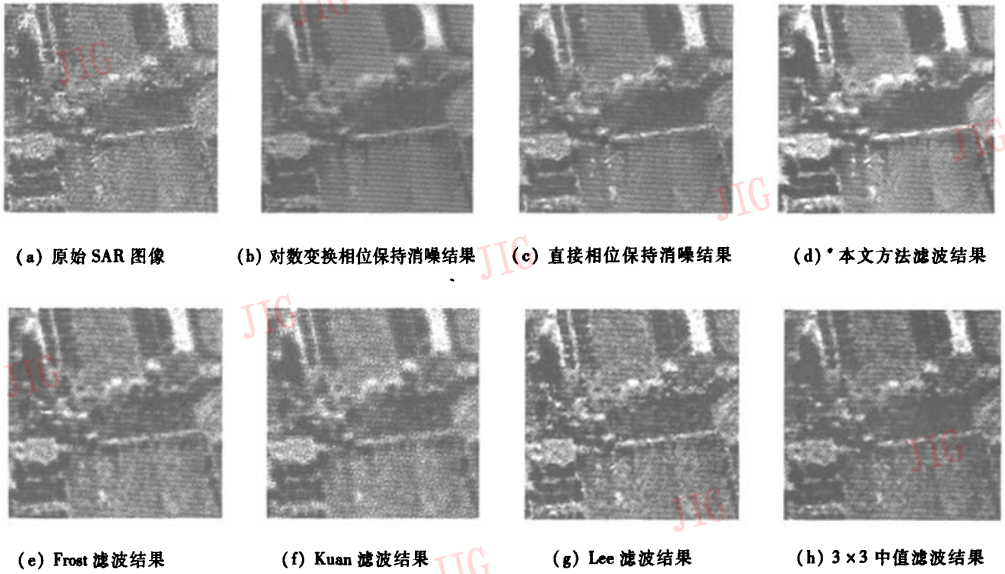 JIG
JIG
(a) 原始 SAR 图像
(b) 对数变换相位保持消噪结果
(c) 直接相位保持消噪结果
(d)* 本文方法滤波结果
JIG
JIG
JIG
JIG
JIG
JIG
JIG
(e) Frost 滤波结果
(f) Kuan 滤波结果
(g) Lee 滤波结果
(h) 3×3 中值滤波结果
JIG